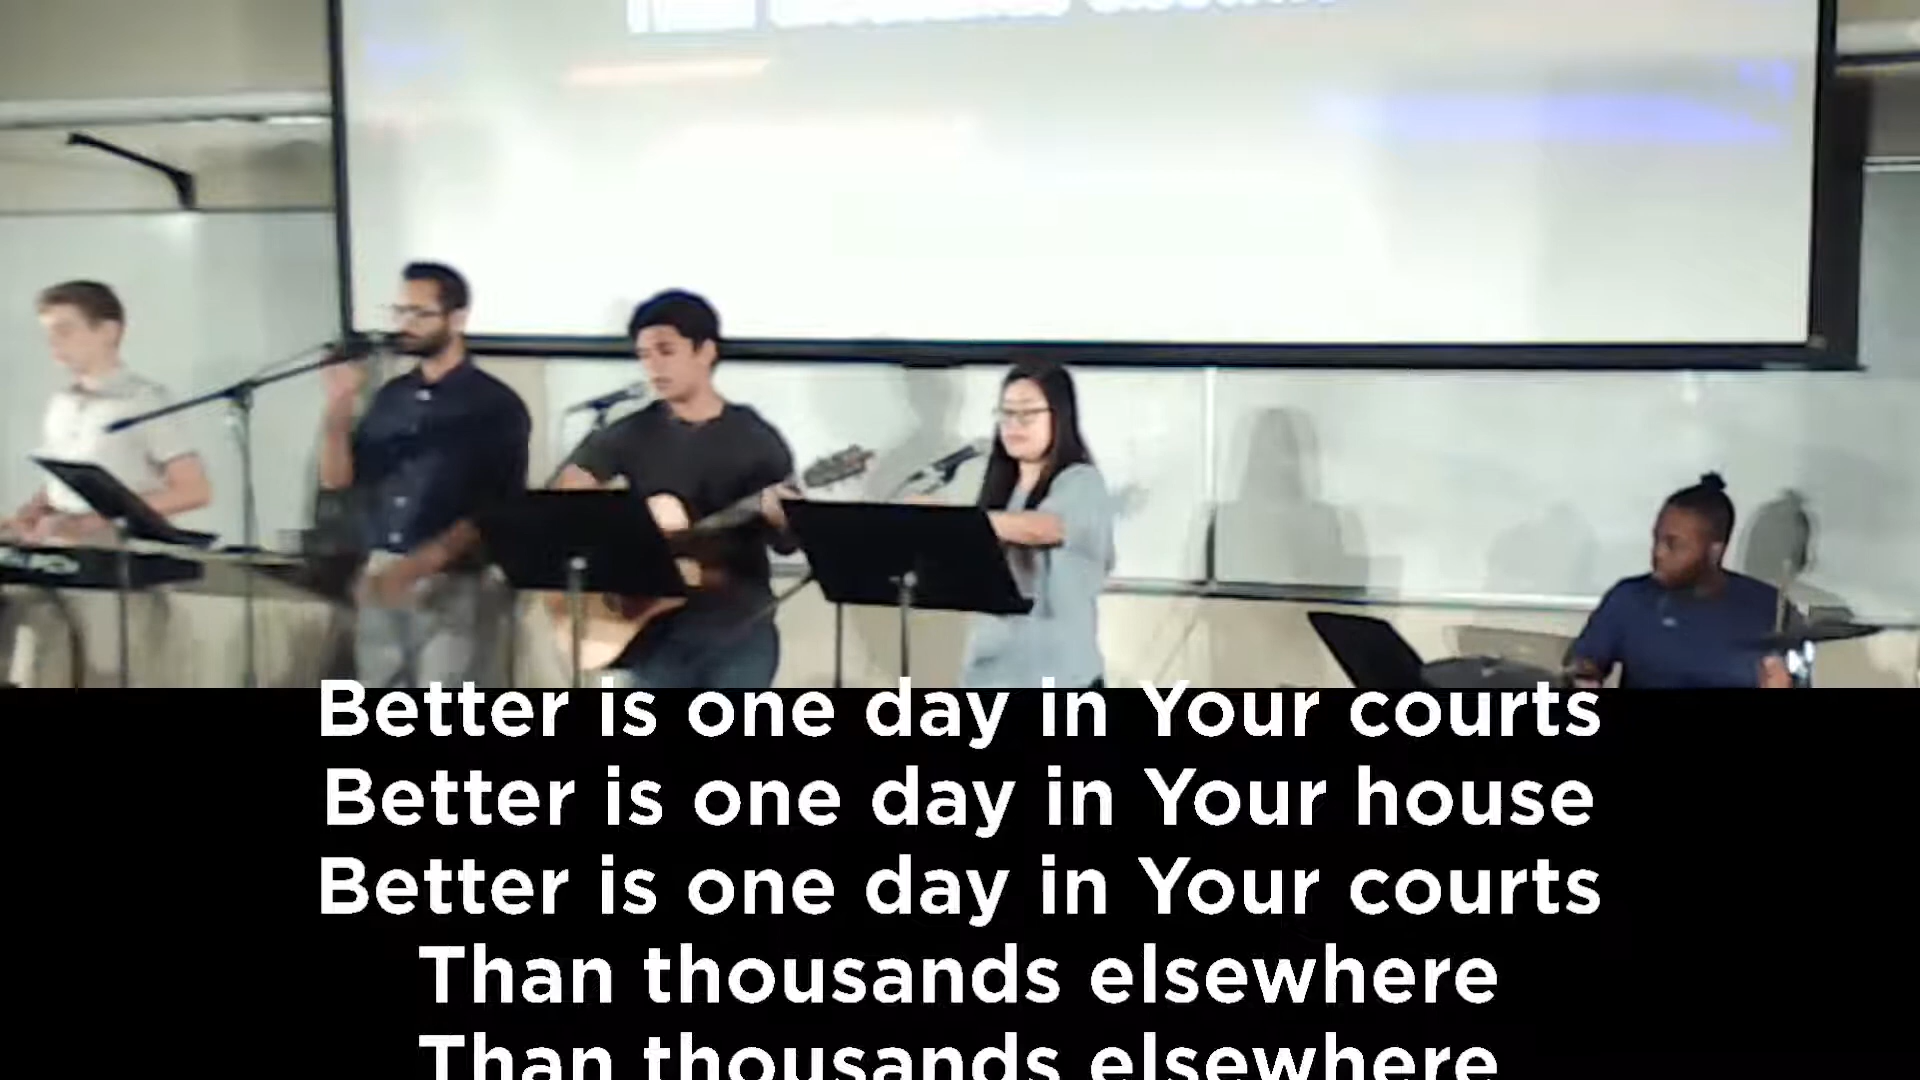 Better is one day in Your courts
Better is one day in Your house
Better is one day in Your courts
Than thousands elsewhere
Than thousands elsewhere